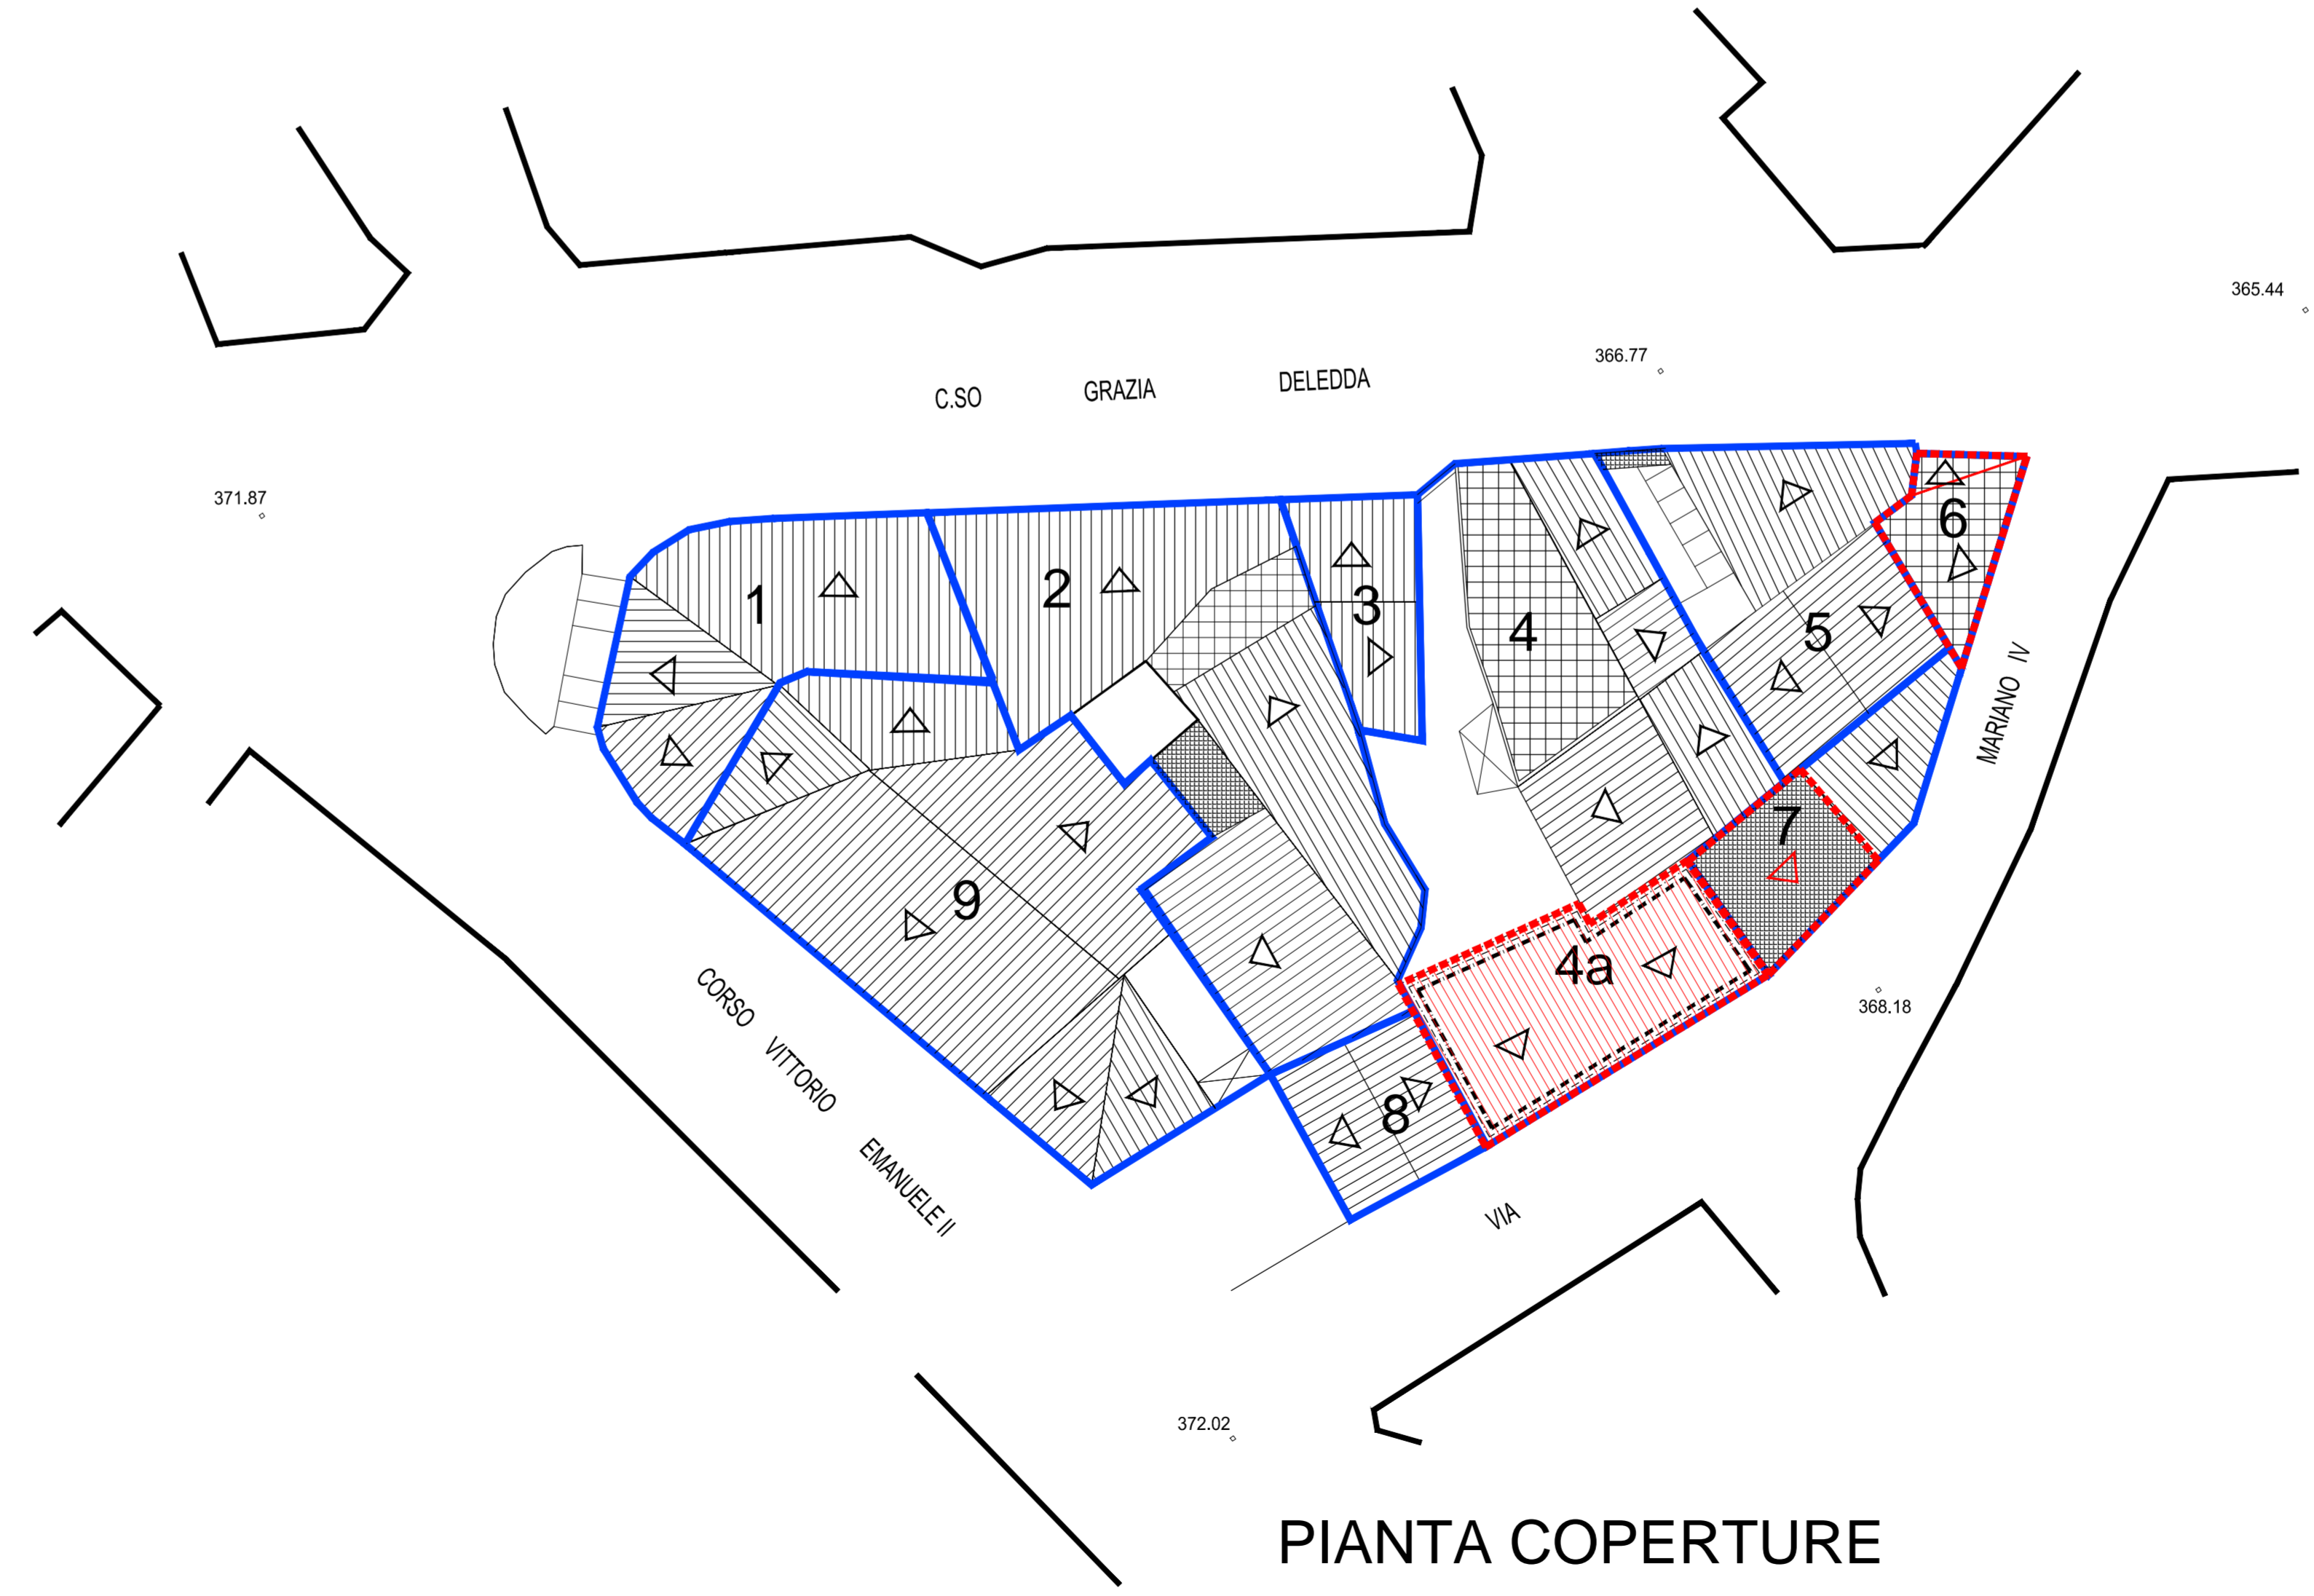 365.44
366.77
C.SO GRAZIA DELEDDA
371.87
6
1
2
3
4
5
MARIANO IV
7
9
4a
368.18
CORSO VITTORIO EMANUELE II
8
VIA
372.02
PIANTA COPERTURE